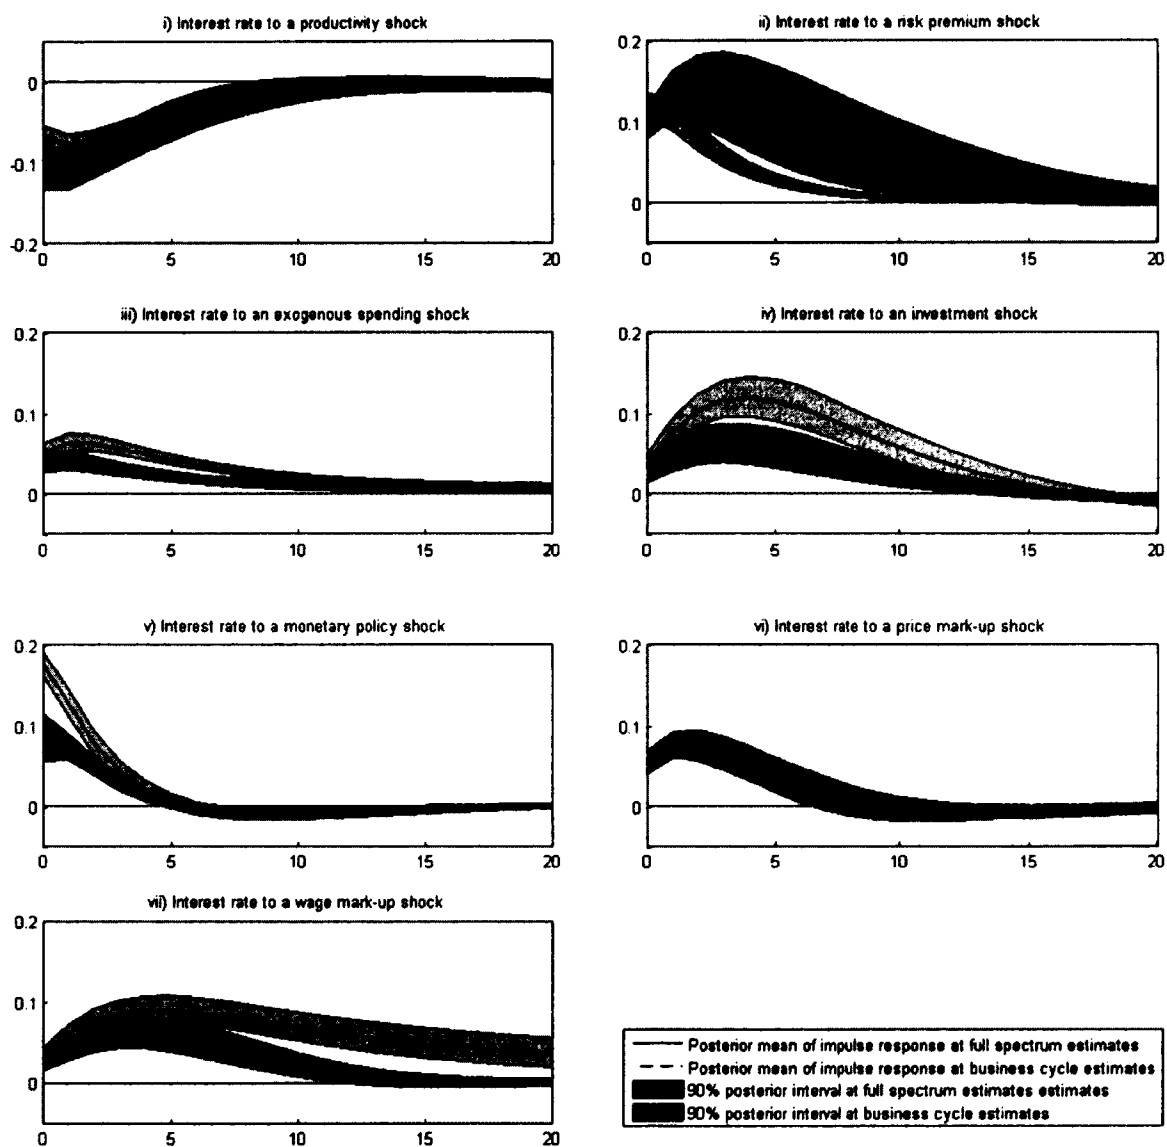 i) Interest rate to a productivity shock
0
-0.1
-0.2
0 5 10 15 20
ii) Interest rate to a risk premium shock
0.2
0.1
0
0 5 10 15 20
iii) Interest rate to an exogenous spending shock
0.2
0.1
0
0 5 10 15 20
iv) Interest rate to an investment shock
0.2
0.1
0
0 5 10 15 20
v) Interest rate to a monetary policy shock
0.2
0.1
0
0 5 10 15 20
vi) Interest rate to a price mark-up shock
0.2
0.1
0
0 5 10 15 20
vii) Interest rate to a wage mark-up shock
0.2
0.1
0
0 5 10 15 20
Posterior mean of impulse response at full spectrum estimates
Posterior mean of impulse response at business cycle estimates
90% posterior interval at full spectrum estimates estimates
90% posterior interval at business cycle estimates